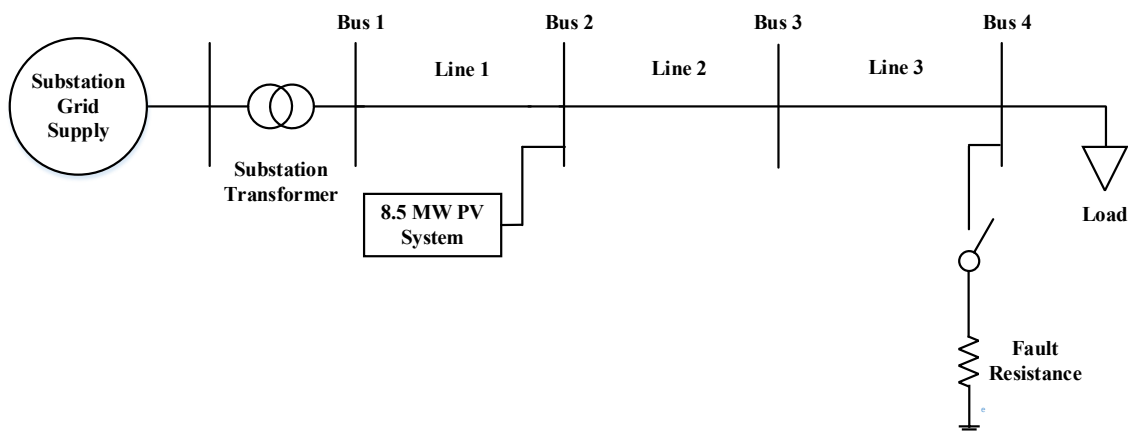 Bus 1
Bus 2
Bus 3
Bus 4
Substation
Grid
Supply
Line 1
Line 2
Line 3
Substation
Transformer
8.5 MW PV
System
Load
Fault
Resistance
e